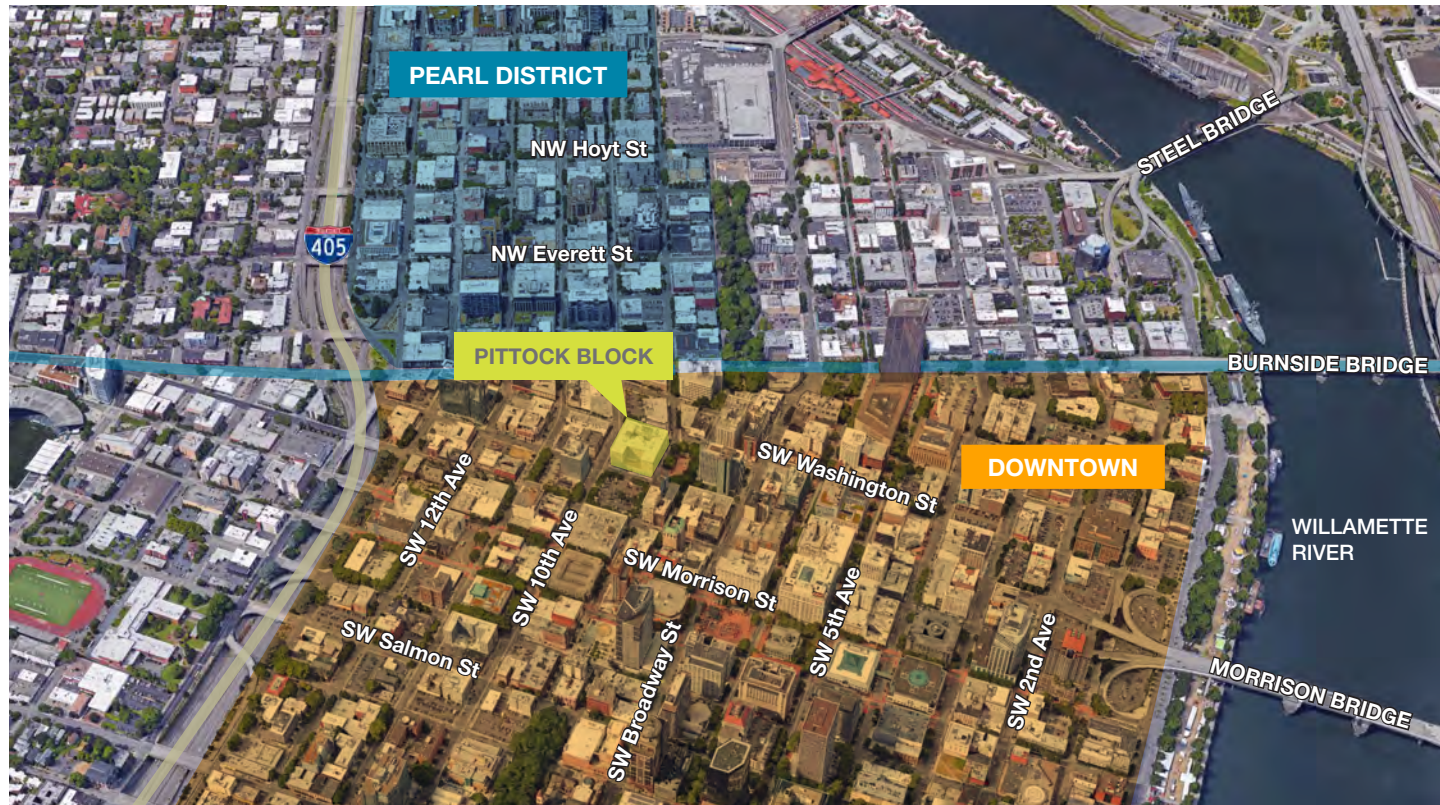 PEARL DISTRICT
STEEL BRIDGE
NW Hoyt St
405
NW Everett St
PITTOCK BLOCK
BURNSIDE BRIDGE
SW Washington St
DOWNTOWN
SW 12th Ave
SW 10th Ave
WILLAMETTE
RIVER
SW Morrison St
SW 5th Ave
SW Salmon St
SW 2nd Ave
SW Broadway St
MORRISON BRIDGE